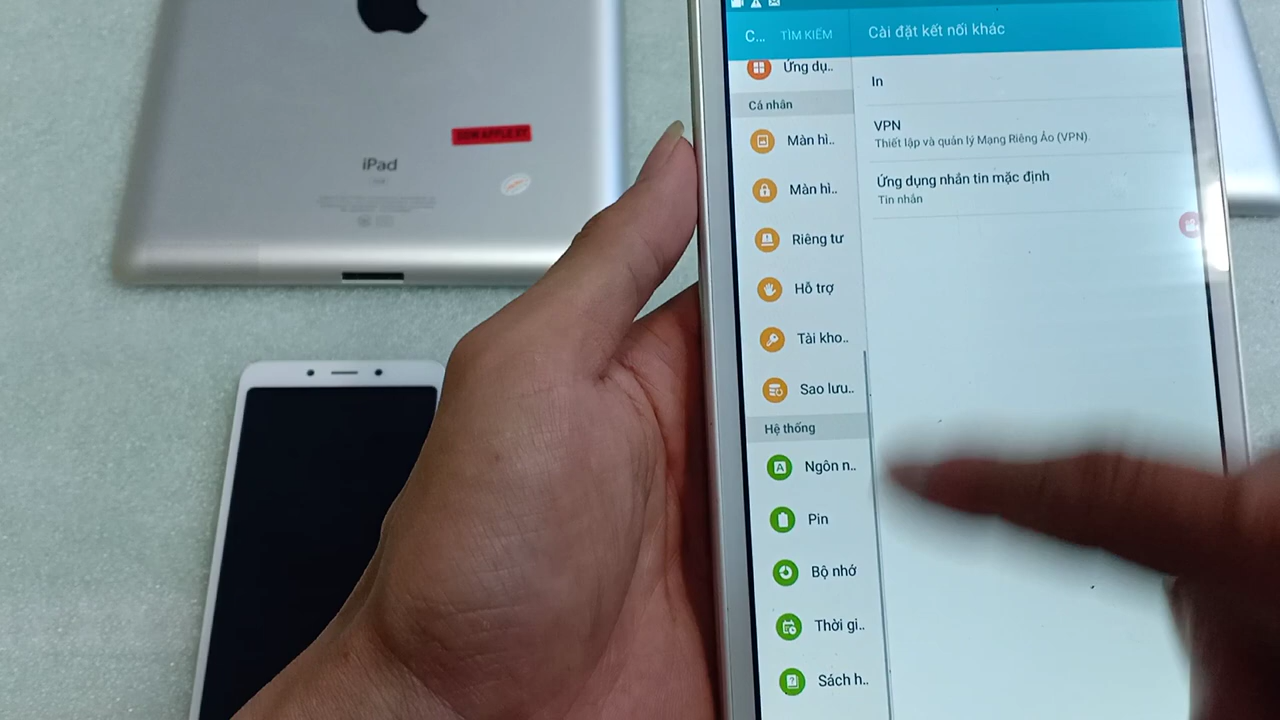 C...
TÌM KIẾM
Cài đặt kết nối khác
Ứng dụ..
In
Cá nhân
VPN
Thiết lập và quản lý Mạng Riêng Ảo (VPN).
Màn hì..
Ứng dụng nhắn tin mặc định
Tin nhắn
Màn hì..
Riêng tư
Hỗ trợ
Tài kho..
Sao lưu..
Hệ thống
Ngôn n..
Pin
Bộ nhớ
Thời gi..
Sách h..
iPad